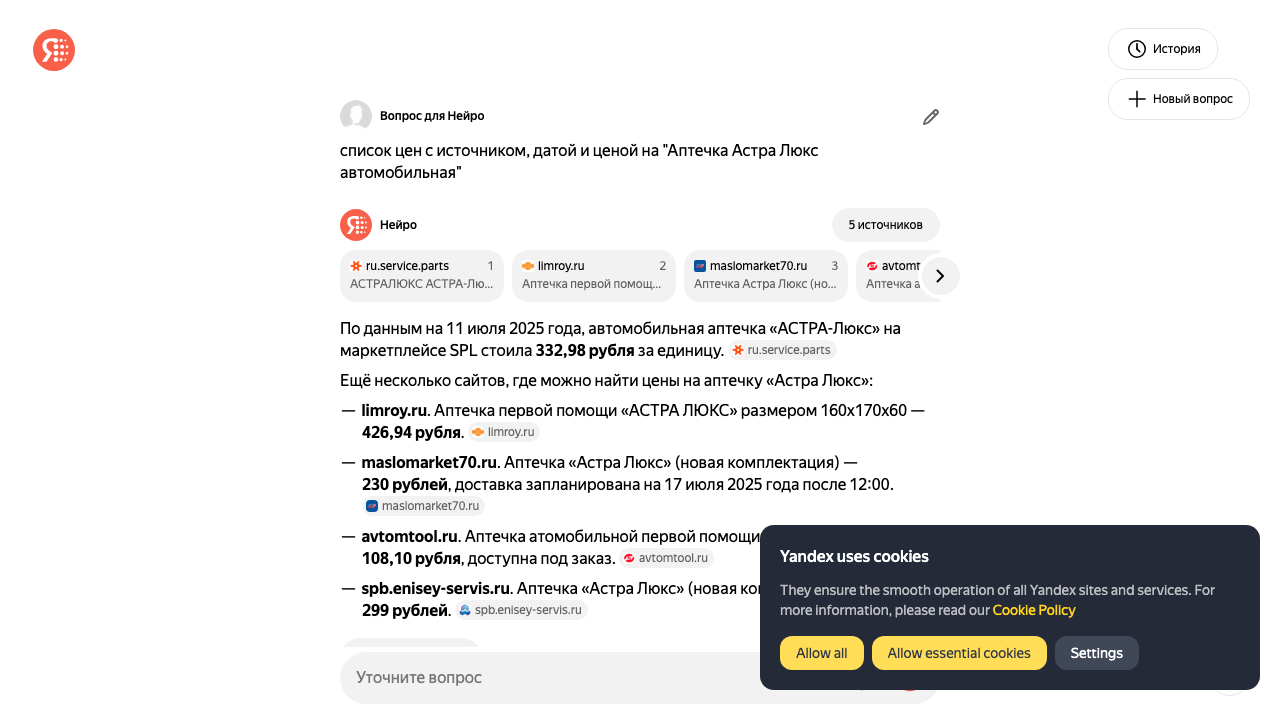 История
Новый вопрос
Вопрос для Нейро
список цен с источником, датой и ценой на "Аптечка Астра Люкс
автомобильная"
Нейро
5 источников
ru.service.parts 1
АСТРАЛЮКС АСТРА-Лю...
limroy.ru 2
Аптечка первой помощ...
maslomarket70.ru 3
Аптечка Астра Люкс (но...
avtomt
Аптечка а
По данным на 11 июля 2025 года, автомобильная аптечка «АСТРА-Люкс» на
маркетплейсе SPL стоила 332,98 рубля за единицу. ru.service.parts
Ещё несколько сайтов, где можно найти цены на аптечку «Астра Люкс»:
— limroy.ru. Аптечка первой помощи «АСТРА ЛЮКС» размером 160x170x60 —
426,94 рубля. limroy.ru
— maslomarket70.ru. Аптечка «Астра Люкс» (новая комплектация) —
230 рублей, доставка запланирована на 17 июля 2025 года после 12:00.
maslomarket70.ru
— avtomtool.ru. Аптечка атомобильной первой помощи
108,10 рубля, доступна под заказ. avtomtool.ru
— spb.enisey-servis.ru. Аптечка «Астра Люкс» (новая ко
299 рублей. spb.enisey-servis.ru
Уточните вопрос
Yandex uses cookies
They ensure the smooth operation of all Yandex sites and services. For
more information, please read our Cookie Policy
Allow all
Allow essential cookies
Settings